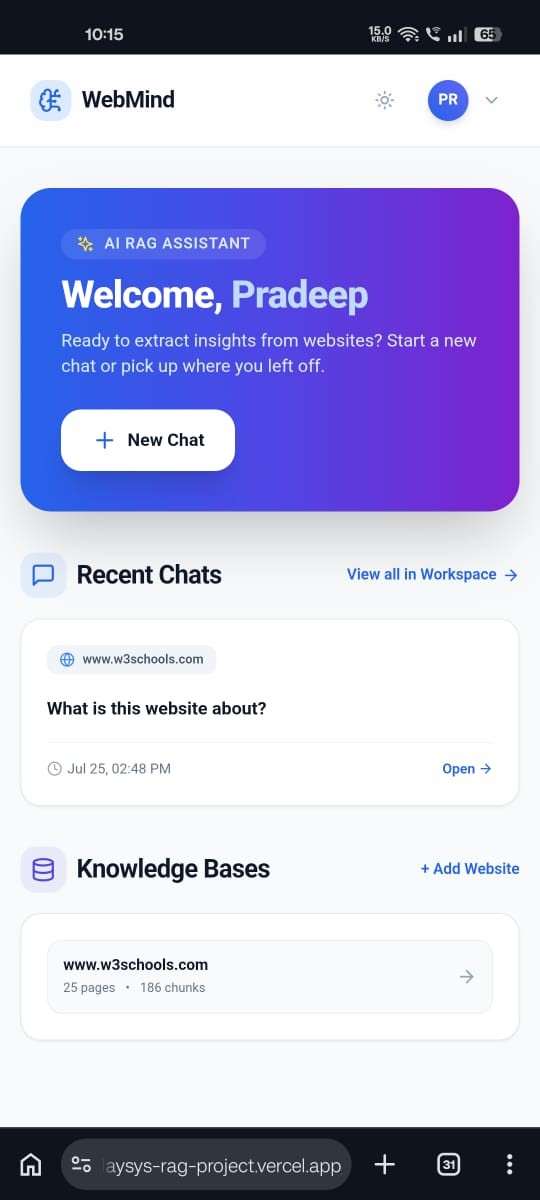 10:15
15.0
KB/S
65
WebMind
PR
AI RAG ASSISTANT
Welcome, Pradeep
Ready to extract insights from websites? Start a new
chat or pick up where you left off.
New Chat
Recent Chats
View all in Workspace
www.w3schools.com
What is this website about?
Jul 25, 02:48 PM
Open
Knowledge Bases
+ Add Website
www.w3schools.com
25 pages • 186 chunks
aysys-rag-project.vercel.app
31